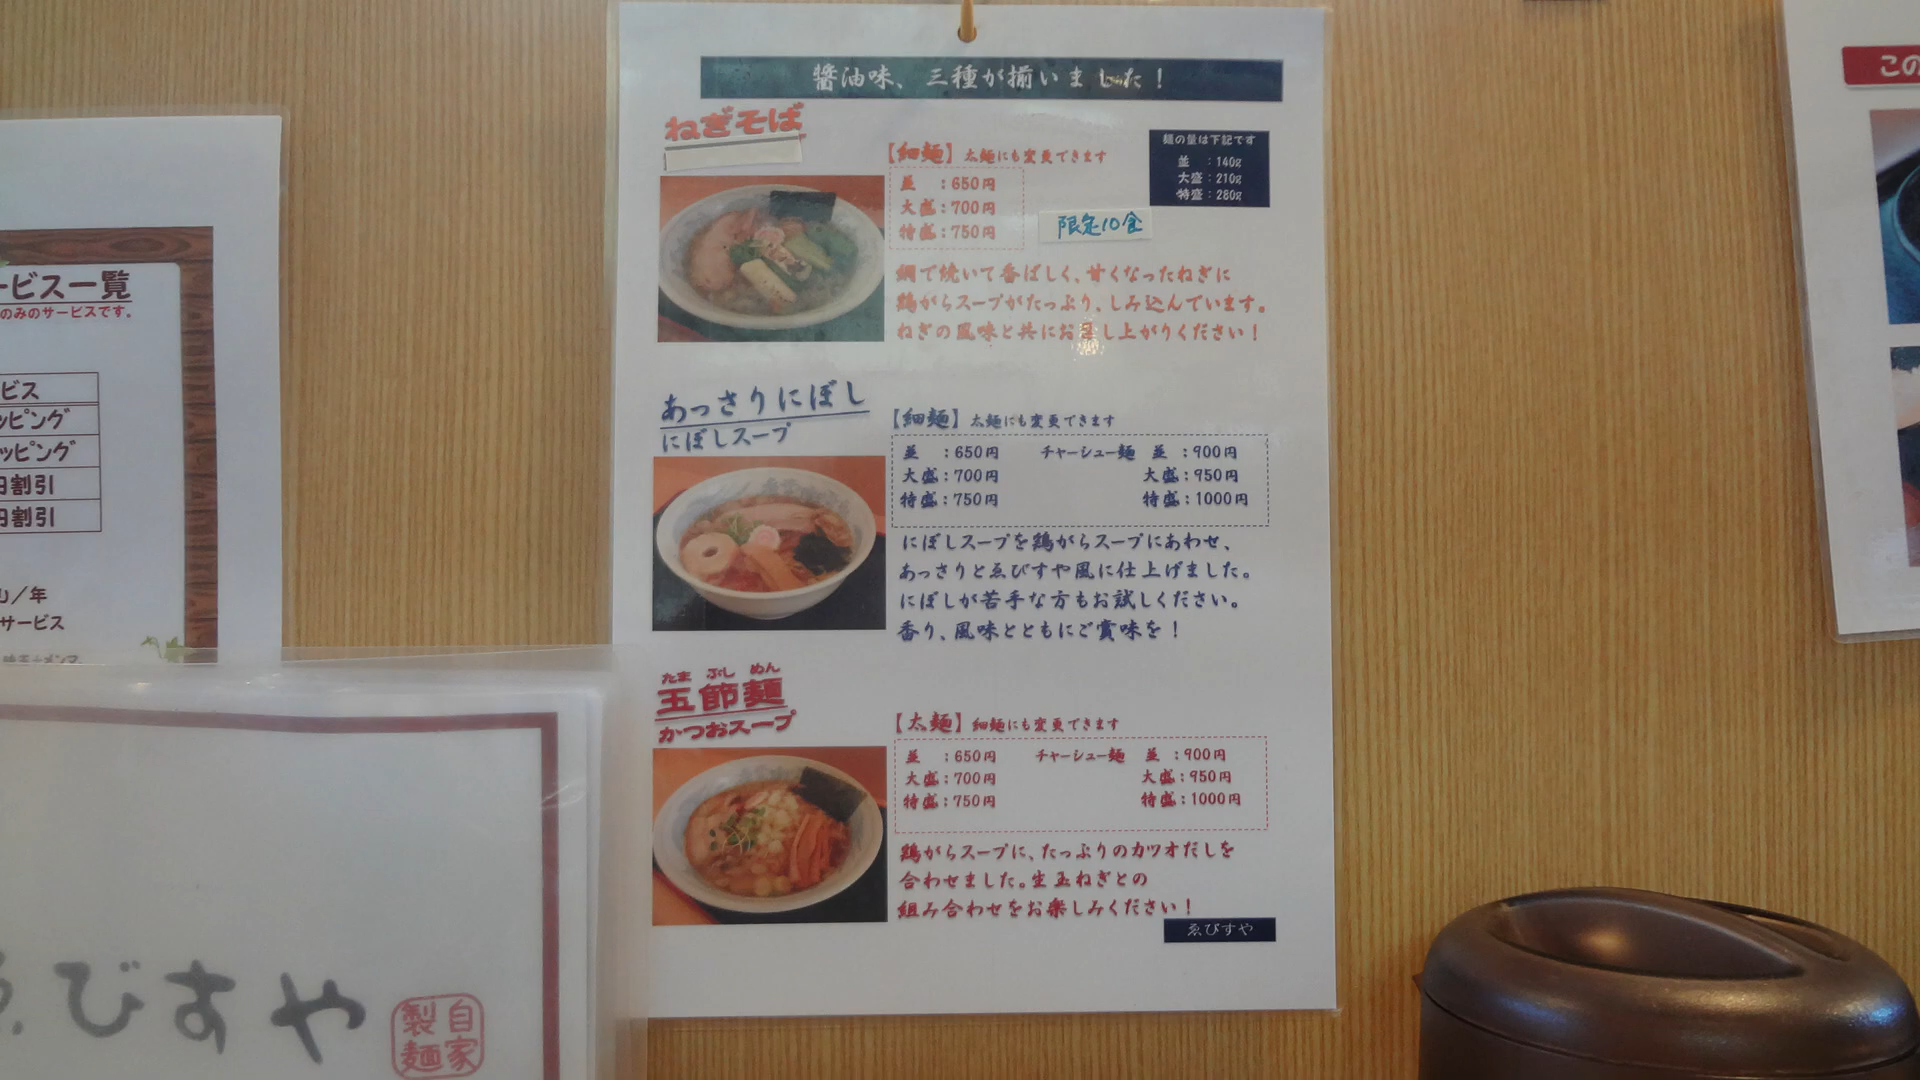 醤油味、三種が揃いました！
ねぎそば
【細麺】太麺にも変更できます
並　：650円
大盛：700円
特盛：750円
限定10食
麺の量は下記です
並　：140g
大盛：210g
特盛：280g
網で焼いて香ばしく、甘くなったねぎに
鶏がらスープがたっぷり、しみ込んでいます。
ねぎの風味と共にお召し上がりください！
あっさりにぼし
にぼしスープ
【細麺】太麺にも変更できます
並　：650円　チャーシュー麺　並　：900円
大盛：700円　大盛：950円
特盛：750円　特盛：1000円
にぼしスープを鶏がらスープにあわせ、
あっさりとゑびすや風に仕上げました。
にぼしが苦手な方もお試しください。
香り、風味とともにご賞味を！
たま ぶし めん
玉節麺
かつおスープ
【太麺】細麺にも変更できます
並　：650円　チャーシュー麺　並　：900円
大盛：700円　大盛：950円
特盛：750円　特盛：1000円
鶏がらスープに、たっぷりのカツオだしを
合わせました。生玉ねぎとの
組み合わせをお楽しみください！
ゑびすや
ービス一覧
のみのサービスです。
ビス
ッピング
ッピング
割引
割引
／年
サービス
びすや
自家
製麺
この